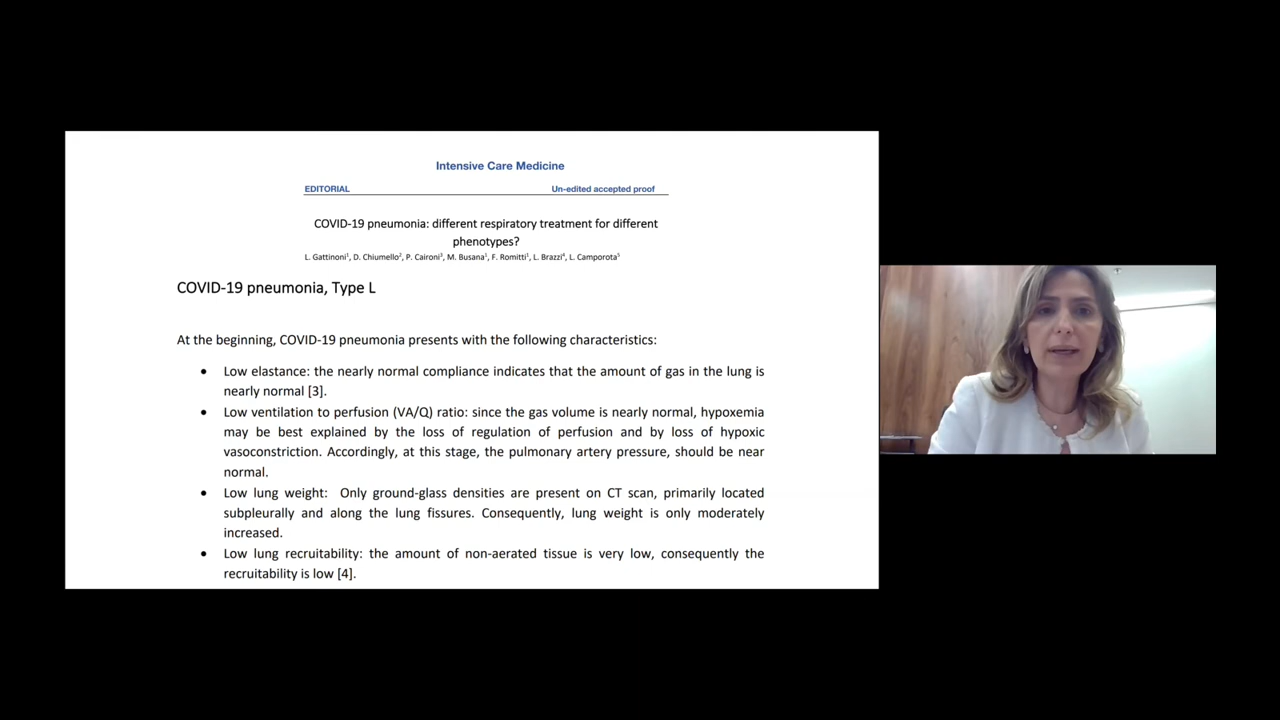 Intensive Care Medicine
EDITORIAL Un-edited accepted proof
COVID-19 pneumonia: different respiratory treatment for different
phenotypes?
L. Gattinoni¹, D. Chiumello², P. Caironi³, M. Busana¹, F. Romitti¹, L. Brazzi⁴, L. Camporota⁵
COVID-19 pneumonia, Type L
At the beginning, COVID-19 pneumonia presents with the following characteristics:
• Low elastance: the nearly normal compliance indicates that the amount of gas in the lung is
nearly normal [3].
• Low ventilation to perfusion (VA/Q) ratio: since the gas volume is nearly normal, hypoxemia
may be best explained by the loss of regulation of perfusion and by loss of hypoxic
vasoconstriction. Accordingly, at this stage, the pulmonary artery pressure, should be near
normal.
• Low lung weight: Only ground-glass densities are present on CT scan, primarily located
subpleurally and along the lung fissures. Consequently, lung weight is only moderately
increased.
• Low lung recruitability: the amount of non-aerated tissue is very low, consequently the
recruitability is low [4].